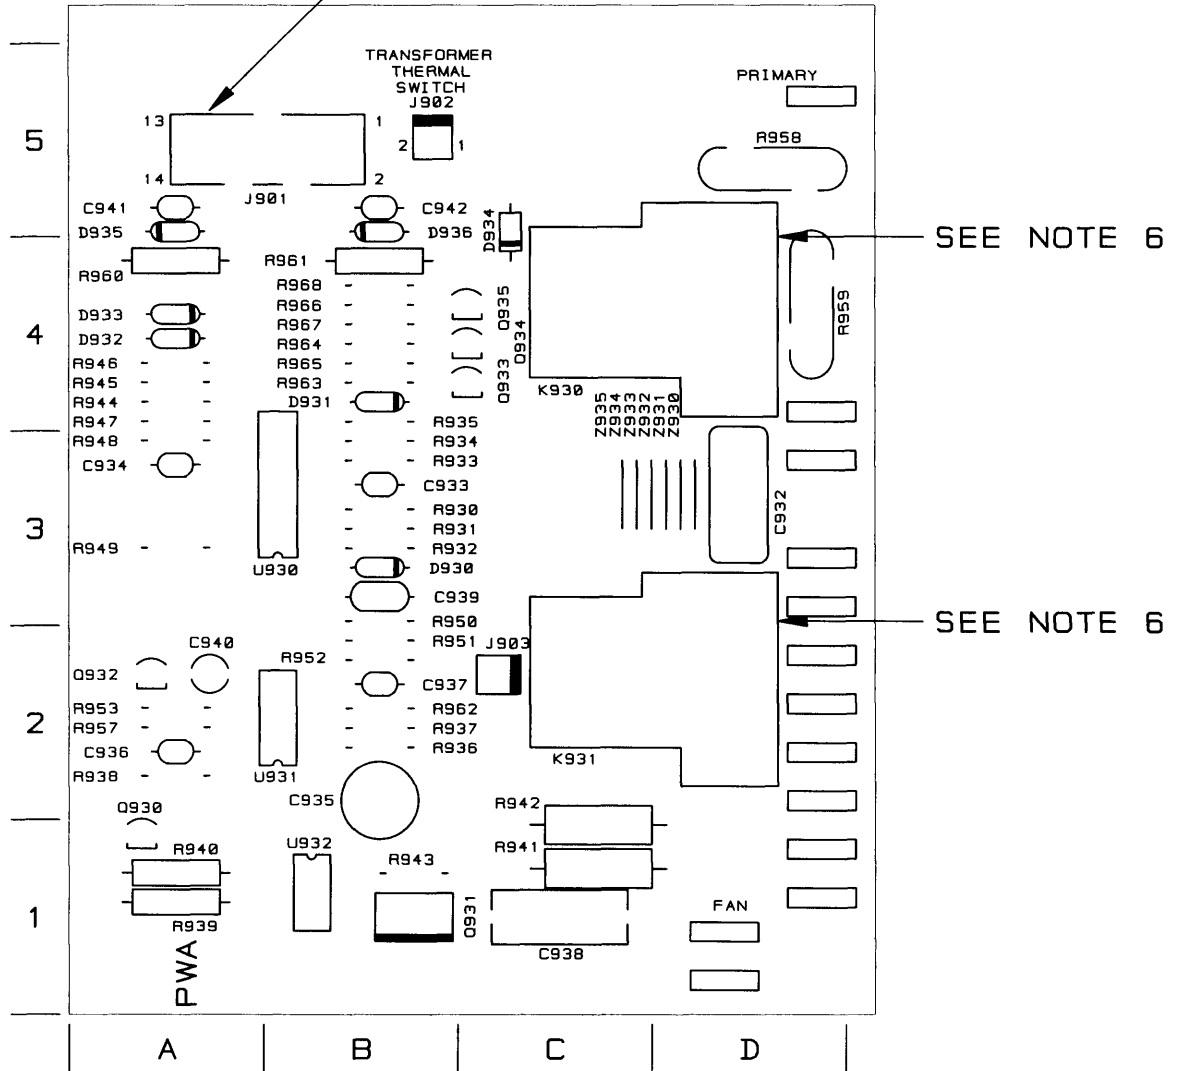 TRANSFORMER
THERMAL
SWITCH
J902
PRIMARY
13
1
5
2
1
R958
14
2
J901
C941
C942
D935
D936
D934
SEE NOTE 6
R960
R961
R968
D933
R966
Q935
R959
4
R967
D932
R964
Q934
R946
R965
R945
R963
Q933
K930
R944
D931
Z935
Z934
Z933
Z932
Z931
Z930
R947
R935
R948
R934
C934
R933
C933
R930
C932
3
R931
R949
R932
U930
D930
C939
R950
SEE NOTE 6
C940
R951
J903
R952
Q932
C937
R953
R962
2
R957
R937
C936
R936
K931
R938
U931
C935
Q930
R942
U932
R940
R941
R943
1
Q931
FAN
R939
C938
PWA
A
B
C
D